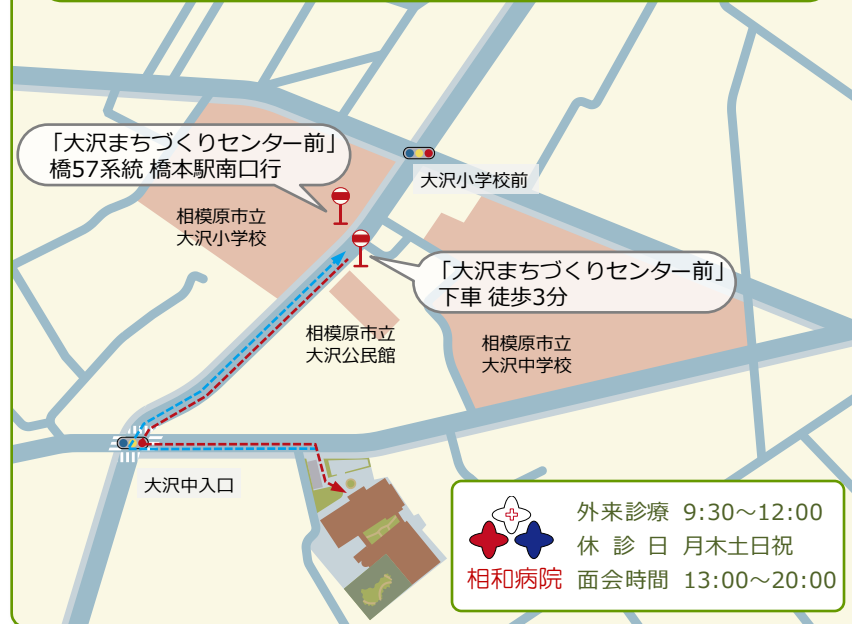 「大沢まちづくりセンター前」
橋57系統 橋本駅南口行
大沢小学校前
相模原市立
大沢小学校
「大沢まちづくりセンター前」
下車 徒歩3分
相模原市立
大沢公民館
相模原市立
大沢中学校
大沢中入口
外来診療 9:30～12:00
休診日 月木土日祝
相和病院 面会時間 13:00～20:00